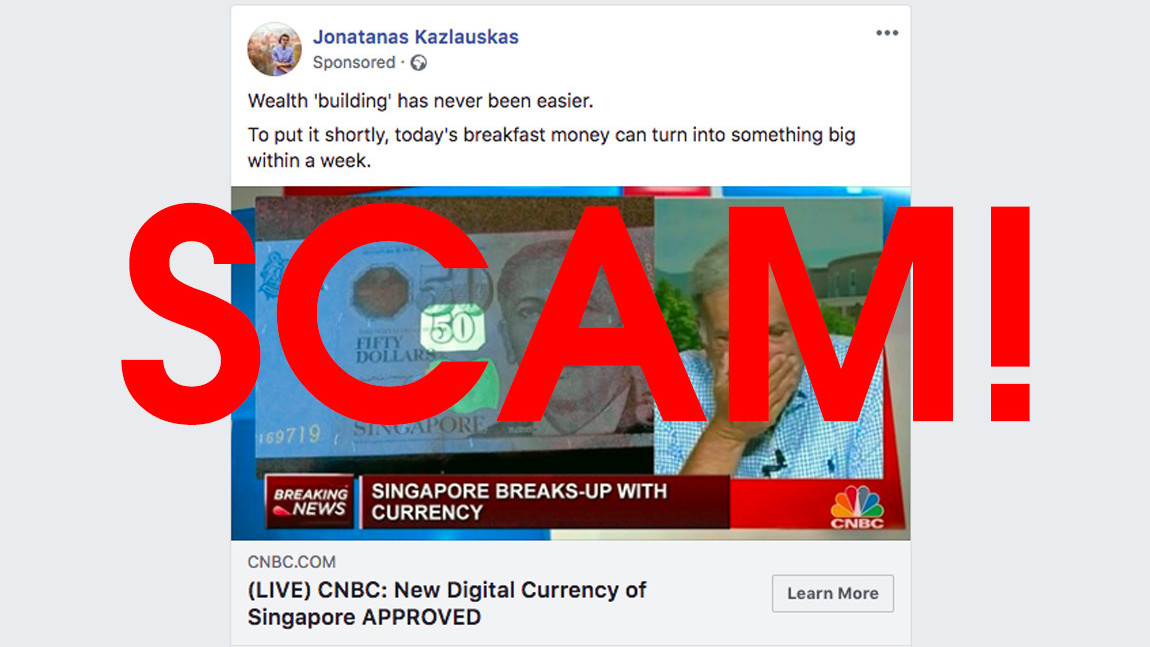 Jonatanas Kazlauskas
Sponsored ·
Wealth 'building' has never been easier.
To put it shortly, today's breakfast money can turn into something big
within a week.
SCAM!
50
50
FIFTY
DOLLARS
SINGAPORE
169719
BREAKING
NEWS
SINGAPORE BREAKS-UP WITH
CURRENCY
CNBC
CNBC.COM
(LIVE) CNBC: New Digital Currency of
Singapore APPROVED
Learn More